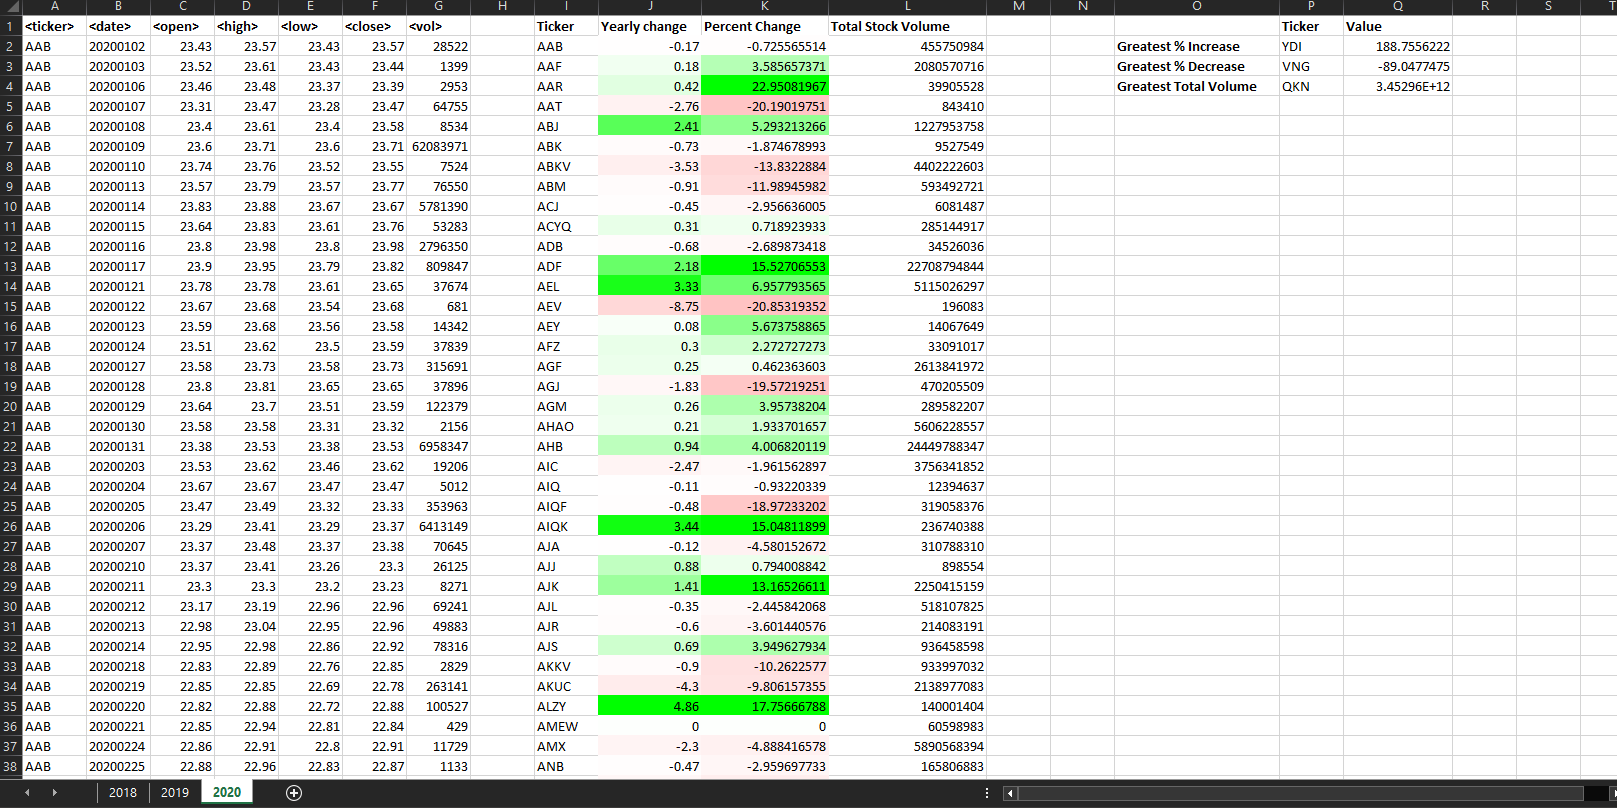 A B C D E F G H I J K L M N O P Q R S T
1 <ticker> <date> <open> <high> <low> <close> <vol> Ticker Yearly change Percent Change Total Stock Volume Ticker Value
2 AAB 20200102 23.43 23.57 23.43 23.57 28522 AAB -0.17 -0.725565514 455750984 Greatest % Increase YDI 188.7556222
3 AAB 20200103 23.52 23.61 23.43 23.44 1399 AAF 0.18 3.585657371 2080570716 Greatest % Decrease VNG -89.0477475
4 AAB 20200106 23.46 23.48 23.37 23.39 2953 AAR 0.42 22.95081967 39905528 Greatest Total Volume QKN 3.45296E+12
5 AAB 20200107 23.31 23.47 23.28 23.47 64755 AAT -2.76 -20.19019751 843410
6 AAB 20200108 23.4 23.61 23.4 23.58 8534 ABJ 2.41 5.293213266 1227953758
7 AAB 20200109 23.6 23.71 23.6 23.71 62083971 ABK -0.73 -1.874678993 9527549
8 AAB 20200110 23.74 23.76 23.52 23.55 7524 ABKV -3.53 -13.8322884 4402222603
9 AAB 20200113 23.57 23.79 23.57 23.77 76550 ABM -0.91 -11.98945982 593492721
10 AAB 20200114 23.83 23.88 23.67 23.67 5781390 ACJ -0.45 -2.956636005 6081487
11 AAB 20200115 23.64 23.83 23.61 23.76 53283 ACYQ 0.31 0.718923933 285144917
12 AAB 20200116 23.8 23.98 23.8 23.98 2796350 ADB -0.68 -2.689873418 34526036
13 AAB 20200117 23.9 23.95 23.79 23.82 809847 ADF 2.18 15.52706553 22708794844
14 AAB 20200121 23.78 23.78 23.61 23.65 37674 AEL 3.33 6.957793565 5115026297
15 AAB 20200122 23.67 23.68 23.54 23.68 681 AEV -8.75 -20.85319352 196083
16 AAB 20200123 23.59 23.68 23.56 23.58 14342 AEY 0.08 5.673758865 14067649
17 AAB 20200124 23.51 23.62 23.5 23.59 37839 AFZ 0.3 2.272727273 33091017
18 AAB 20200127 23.58 23.73 23.58 23.73 315691 AGF 0.25 0.462363603 2613841972
19 AAB 20200128 23.8 23.81 23.65 23.65 37896 AGJ -1.83 -19.57219251 470205509
20 AAB 20200129 23.64 23.7 23.51 23.59 122379 AGM 0.26 3.95738204 289582207
21 AAB 20200130 23.58 23.58 23.31 23.32 2156 AHAO 0.21 1.933701657 5606228557
22 AAB 20200131 23.38 23.53 23.38 23.53 6958347 AHB 0.94 4.006820119 24449788347
23 AAB 20200203 23.53 23.62 23.46 23.62 19206 AIC -2.47 -1.961562897 3756341852
24 AAB 20200204 23.67 23.67 23.47 23.47 5012 AIQ -0.11 -0.93220339 12394637
25 AAB 20200205 23.47 23.49 23.32 23.33 353963 AIQF -0.48 -18.97233202 319058376
26 AAB 20200206 23.29 23.41 23.29 23.37 6413149 AIQK 3.44 15.04811899 236740388
27 AAB 20200207 23.37 23.48 23.37 23.38 70645 AJA -0.12 -4.580152672 310788310
28 AAB 20200210 23.37 23.41 23.26 23.3 26125 AJJ 0.88 0.794008842 898554
29 AAB 20200211 23.3 23.3 23.2 23.23 8271 AJK 1.41 13.16526611 2250415159
30 AAB 20200212 23.17 23.19 22.96 22.96 69241 AJL -0.35 -2.445842068 518107825
31 AAB 20200213 22.98 23.04 22.95 22.96 49883 AJR -0.6 -3.601440576 214083191
32 AAB 20200214 22.95 22.98 22.86 22.92 78316 AJS 0.69 3.949627934 936458598
33 AAB 20200218 22.83 22.89 22.76 22.85 2829 AKKV -0.9 -10.2622577 933997032
34 AAB 20200219 22.85 22.85 22.69 22.78 263141 AKUC -4.3 -9.806157355 2138977083
35 AAB 20200220 22.82 22.88 22.72 22.88 100527 ALZY 4.86 17.75666788 140001404
36 AAB 20200221 22.85 22.94 22.81 22.84 429 AMEW 0 0 60598983
37 AAB 20200224 22.86 22.91 22.8 22.91 11729 AMX -2.3 -4.888416578 5890568394
38 AAB 20200225 22.88 22.96 22.83 22.87 1133 ANB -0.47 -2.959697733 165806883
2018 2019 2020